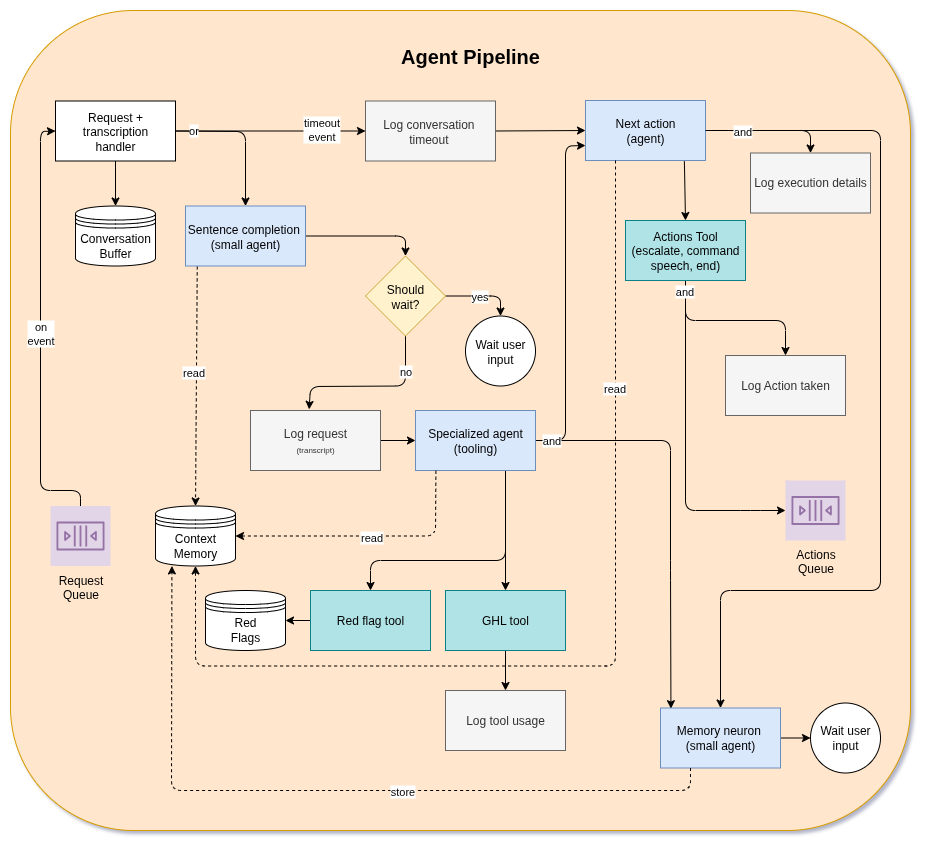 Agent Pipeline
Request +
transcription
handler
or
timeout
event
Log conversation
timeout
Next action
(agent)
and
Log execution details
Conversation
Buffer
Sentence completion
(small agent)
Actions Tool
(escalate, command
speech, end)
and
Should
wait?
yes
Wait user
input
on
event
read
no
read
Log Action taken
Log request
(transcript)
Specialized agent
(tooling)
and
Context
Memory
read
Actions
Queue
Request
Queue
Red
Flags
Red flag tool
GHL tool
Log tool usage
Memory neuron
(small agent)
Wait user
input
store